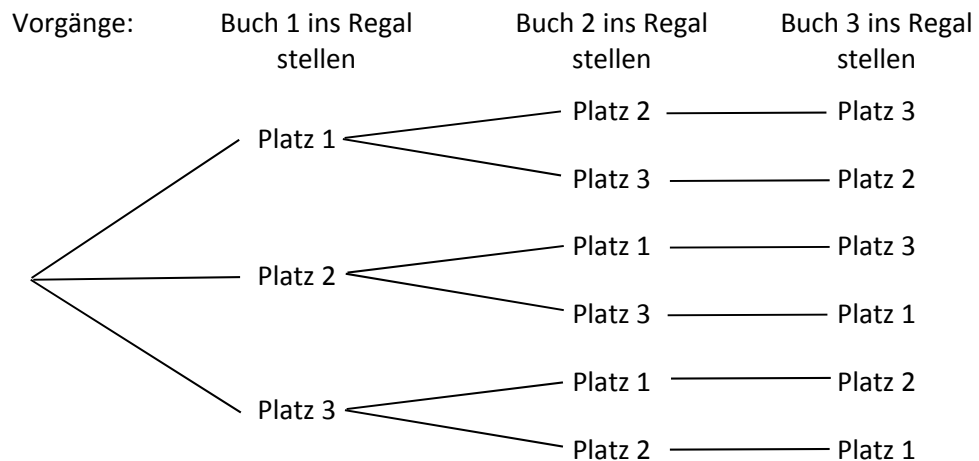 Vorgänge: Buch 1 ins Regal stellen Buch 2 ins Regal stellen Buch 3 ins Regal stellen
Platz 1
Platz 2 Platz 3
Platz 3 Platz 2
Platz 2
Platz 1 Platz 3
Platz 3 Platz 1
Platz 3
Platz 1 Platz 2
Platz 2 Platz 1